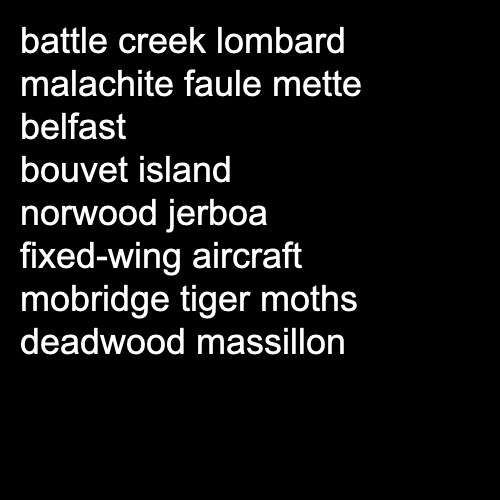 battle creek lombard
malachite faule mette
belfast
bouvet island
norwood jerboa
fixed-wing aircraft
mobridge tiger moths
deadwood massillon